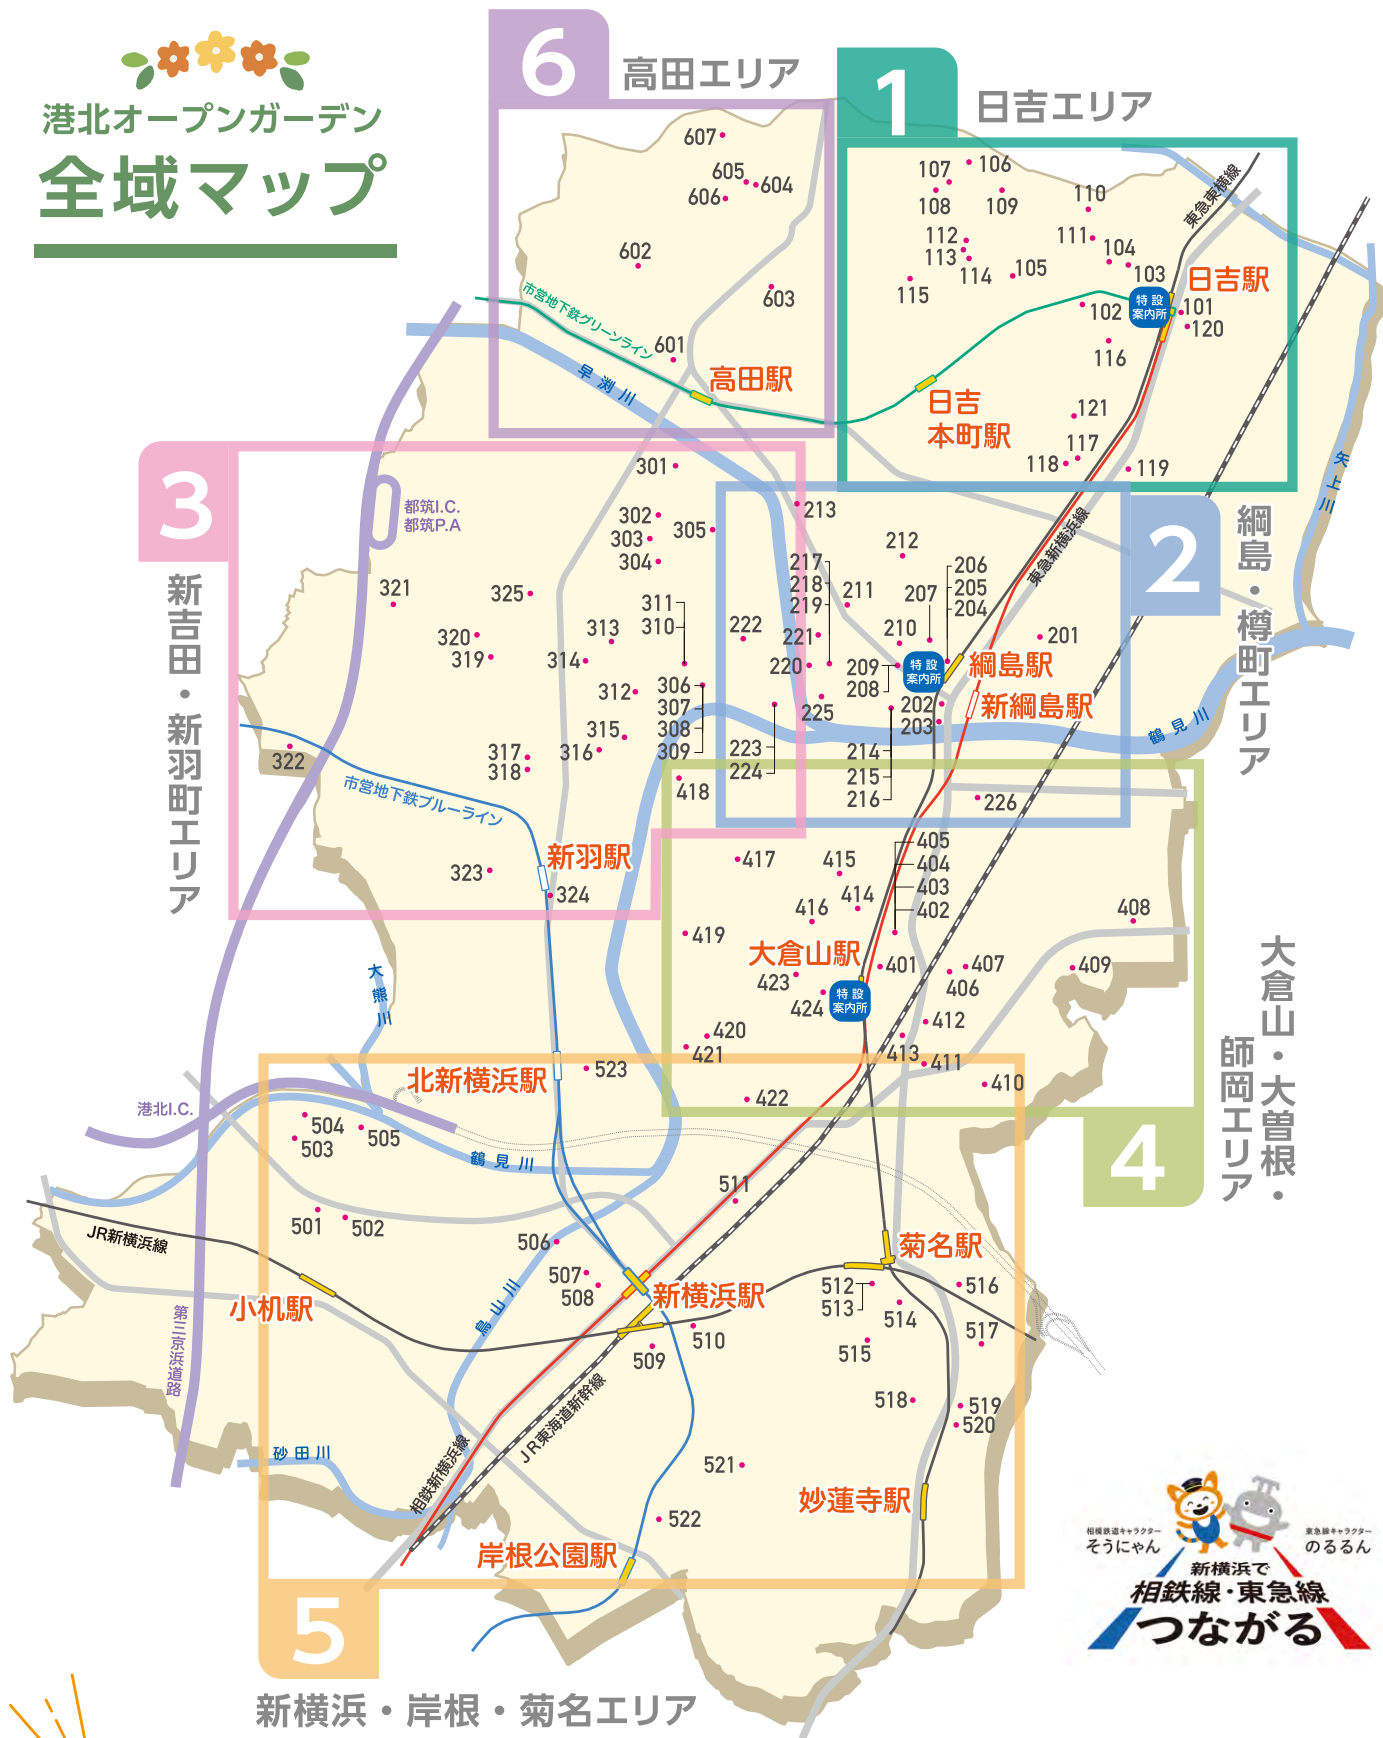 港北オープンガーデン
全域マップ
6
高田エリア
1
日吉エリア
607
605
604
606
602
603
601
市営地下鉄グリーンライン
早渕川
高田駅
106
107
108
109
110
111
112
113
114
105
104
103
115
東急東横線
日吉駅
特設
案内所
101
102
120
116
日吉
本町駅
121
117
118
119
矢上川
3
新吉田・新羽町エリア
都筑I.C.
都筑P.A
301
302
303
304
305
321
325
320
319
313
314
311
310
312
306
307
308
309
315
316
317
318
322
市営地下鉄ブルーライン
323
新羽駅
324
2
綱島・樽町エリア
213
212
217
218
219
211
207
206
205
204
東急新横浜線
222
221
220
210
209
208
特設
案内所
201
綱島駅
新綱島駅
202
203
225
223
224
214
215
216
鶴見川
226
418
417
415
414
416
405
404
403
402
408
419
大倉山駅
423
424
特設
案内所
401
407
406
409
412
413
411
410
420
421
422
4
大倉山・大曽根・
師岡エリア
大熊川
北新横浜駅
523
港北I.C.
504
503
505
鶴見川
501
502
JR新横浜線
小机駅
第三京浜道路
鳥山川
506
507
508
511
新横浜駅
菊名駅
512
513
514
516
517
515
510
509
518
519
520
JR東海道新幹線
相鉄新横浜線
砂田川
521
522
妙蓮寺駅
岸根公園駅
5
新横浜・岸根・菊名エリア
相模鉄道キャラクター
そうにゃん
東急線キャラクター
のるるん
新横浜で
相鉄線・東急線
つながる